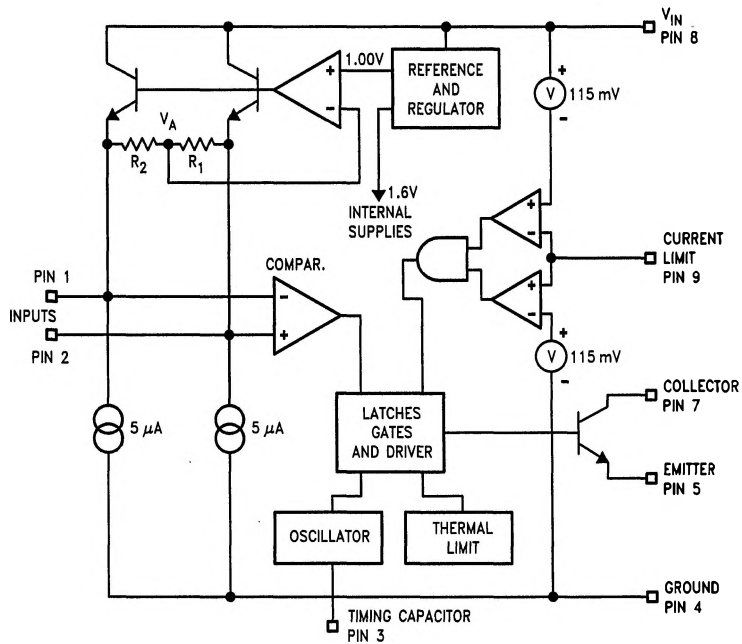 V_IN
PIN 8
1.00V
REFERENCE
AND
REGULATOR
+
-
+
V
115 mV
-
V_A
R_2
R_1
1.6V
INTERNAL
SUPPLIES
+
-
+
-
CURRENT
LIMIT
PIN 9
COMPAR.
PIN 1
INPUTS
PIN 2
-
+
+
V
115 mV
-
COLLECTOR
PIN 7
5 μA
5 μA
LATCHES
GATES
AND DRIVER
EMITTER
PIN 5
OSCILLATOR
THERMAL
LIMIT
GROUND
PIN 4
TIMING CAPACITOR
PIN 3